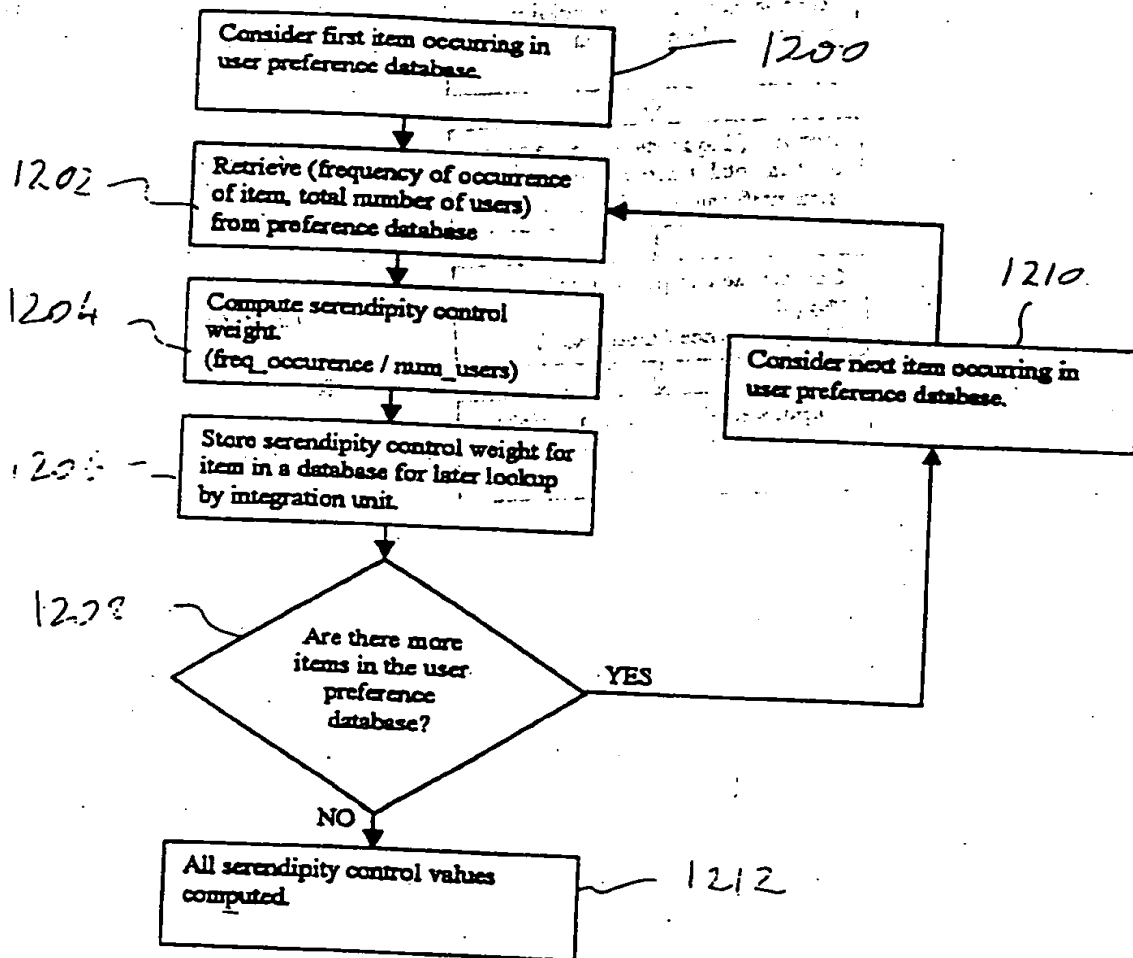 Consider first item occurring in
user preference database.
1200
1202
Retrieve (frequency of occurrence
of item, total number of users)
from preference database
1204
Compute serendipity control
weight.
(freq_occurence / num_users)
1210
Consider next item occurring in
user preference database.
Store serendipity control weight for
item in a database for later lookup
by integration unit.
1208
Are there more
items in the user
preference
database?
YES
NO
All serendipity control values
computed.
1212